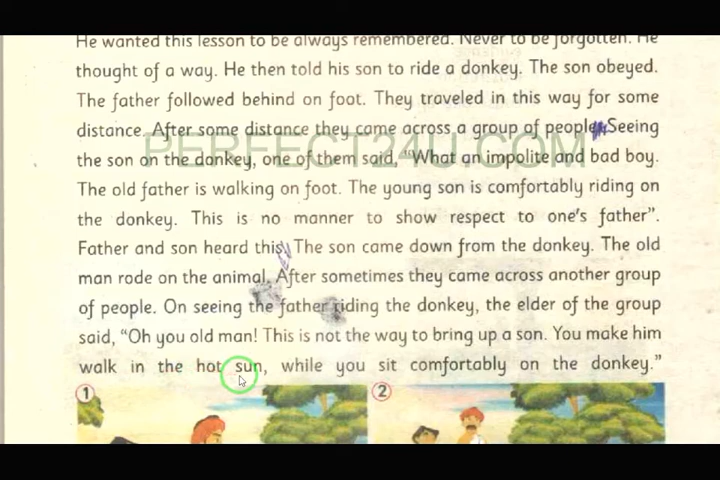 He wanted this lesson to be always remembered. Never to be forgotten. He
thought of a way. He then told his son to ride a donkey. The son obeyed.
The father followed behind on foot. They traveled in this way for some
distance. After some distance they came across a group of people. Seeing
the son on the donkey, one of them said, "What an impolite and bad boy.
The old father is walking on foot. The young son is comfortably riding on
the donkey. This is no manner to show respect to one's father".
Father and son heard this. The son came down from the donkey. The old
man rode on the animal. After sometimes they came across another group
of people. On seeing the father riding the donkey, the elder of the group
said, "Oh you old man! This is not the way to bring up a son. You make him
walk in the hot sun, while you sit comfortably on the donkey."
1 2
PERFECT24U.COM